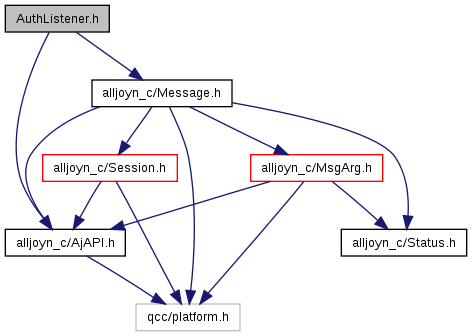 AuthListener.h
alljoyn_c/Message.h
alljoyn_c/Session.h
alljoyn_c/MsgArg.h
alljoyn_c/AjAPI.h
alljoyn_c/Status.h
qcc/platform.h